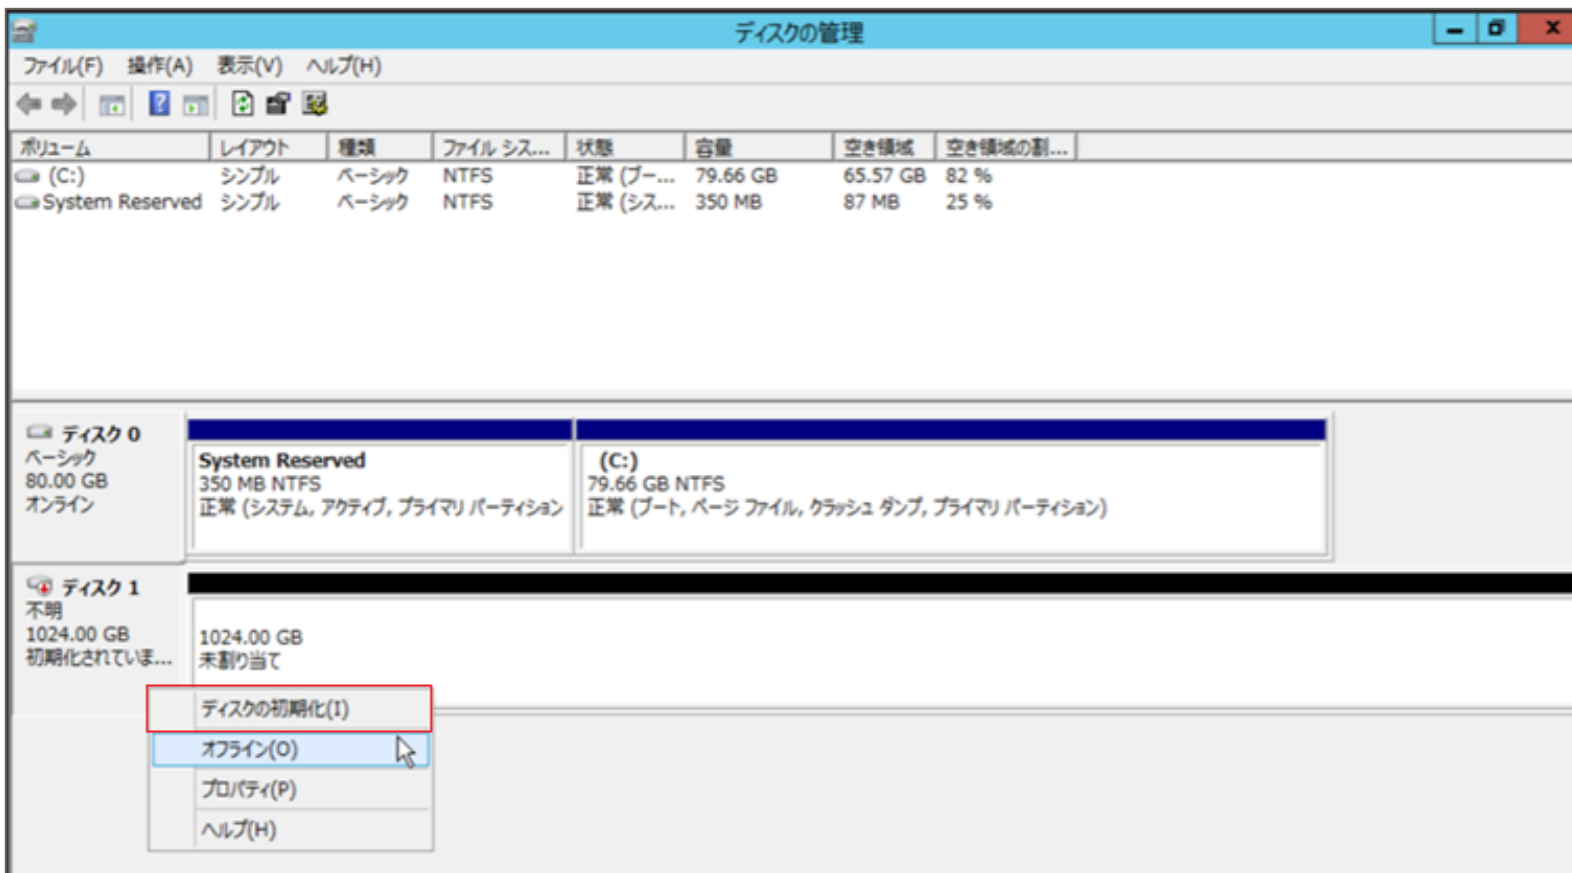 ディスクの管理
ファイル(F) 操作(A) 表示(V) ヘルプ(H)
ボリューム レイアウト 種類 ファイル シス... 状態 容量 空き領域 空き領域の割...
(C:) シンプル ベーシック NTFS 正常 (ブー... 79.66 GB 65.57 GB 82 %
System Reserved シンプル ベーシック NTFS 正常 (シス... 350 MB 87 MB 25 %
ディスク 0
ベーシック
80.00 GB
オンライン
System Reserved
350 MB NTFS
正常 (システム, アクティブ, プライマリ パーティション
(C:)
79.66 GB NTFS
正常 (ブート, ページ ファイル, クラッシュ ダンプ, プライマリ パーティション)
ディスク 1
不明
1024.00 GB
初期化されていま...
1024.00 GB
未割り当て
ディスクの初期化(I)
オフライン(O)
プロパティ(P)
ヘルプ(H)